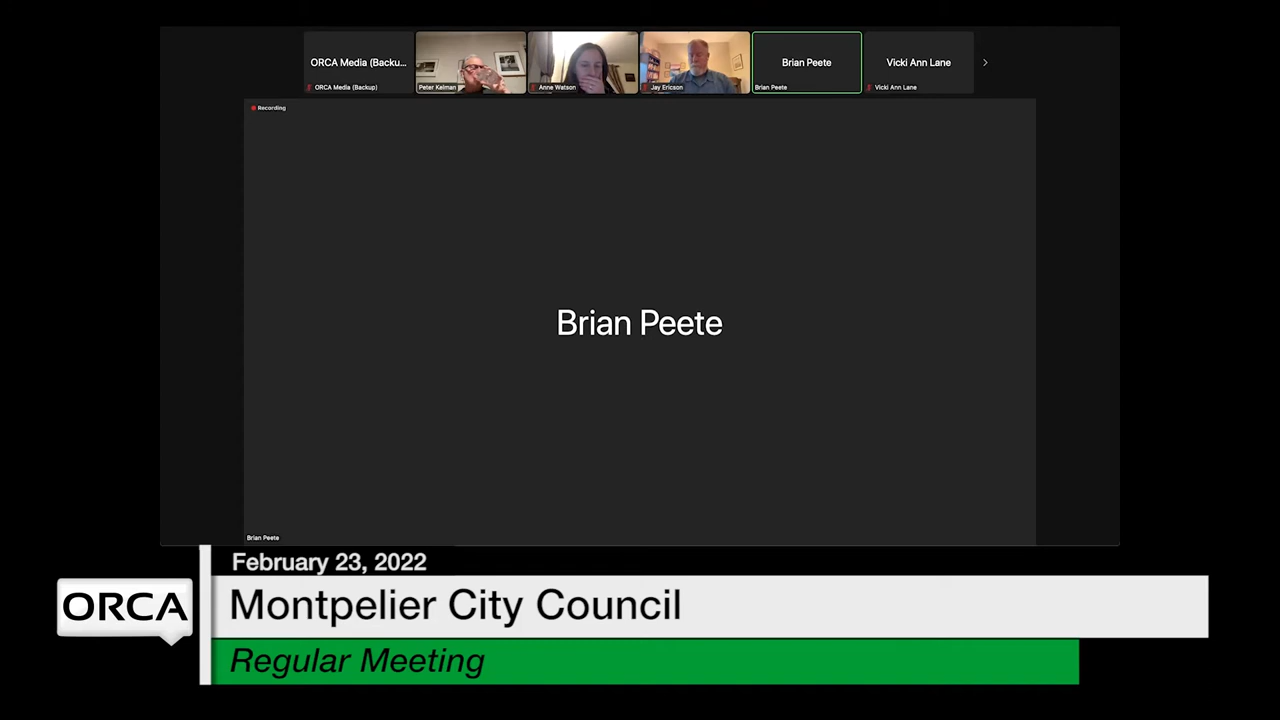 ORCA Media (Backu...
Brian Peete
Vicki Ann Lane
ORCA Media (Backup)
Peter Kelman
Anne Watson
Jay Ericson
Brian Peete
Vicki Ann Lane
Recording
Brian Peete
Brian Peete
February 23, 2022
ORCA
Montpelier City Council
Regular Meeting